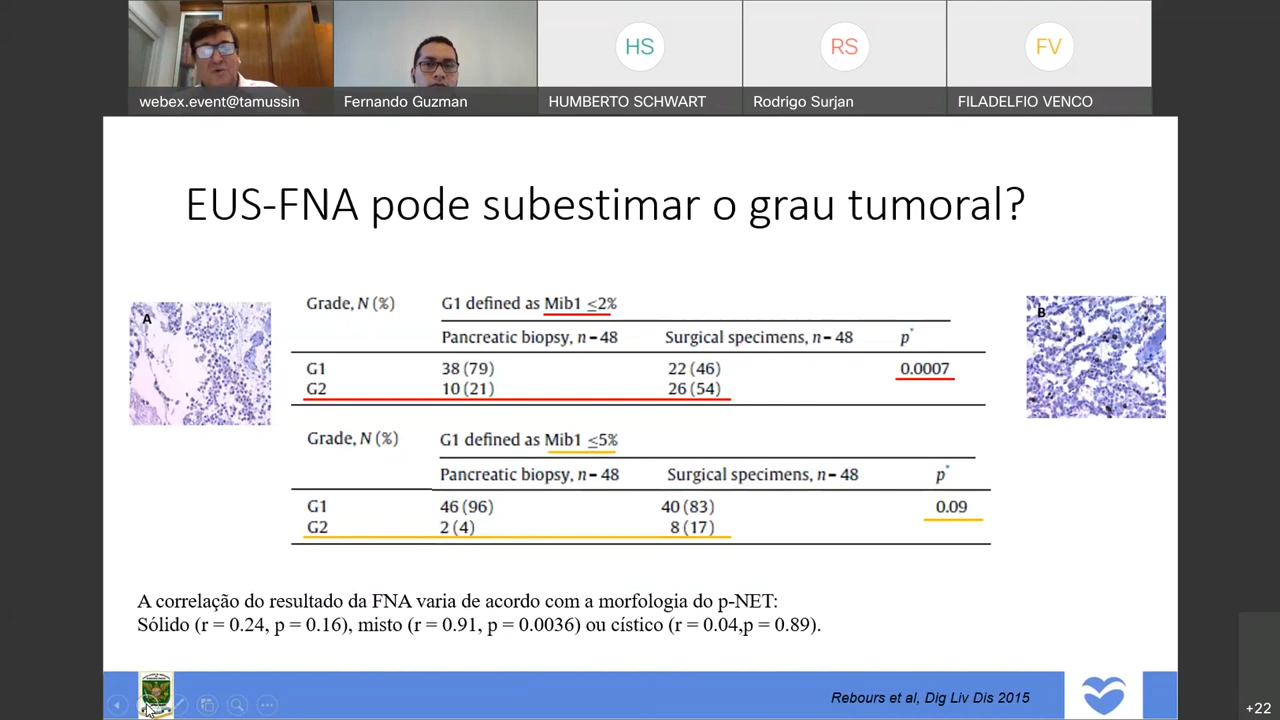 HS
RS
FV
webex.event@tamussin
Fernando Guzman
HUMBERTO SCHWART
Rodrigo Surjan
FILADELFIO VENCO
EUS-FNA pode subestimar o grau tumoral?
A
B
Grade, N (%) G1 defined as Mib1 ≤2%
Pancreatic biopsy, n = 48 Surgical specimens, n = 48 p*
G1 38 (79) 22 (46) 0.0007
G2 10 (21) 26 (54)
Grade, N (%) G1 defined as Mib1 ≤5%
Pancreatic biopsy, n = 48 Surgical specimens, n = 48 p*
G1 46 (96) 40 (83) 0.09
G2 2 (4) 8 (17)
A correlação do resultado da FNA varia de acordo com a morfologia do p-NET:
Sólido (r = 0.24, p = 0.16), misto (r = 0.91, p = 0.0036) ou cístico (r = 0.04,p = 0.89).
Rebours et al, Dig Liv Dis 2015
+22